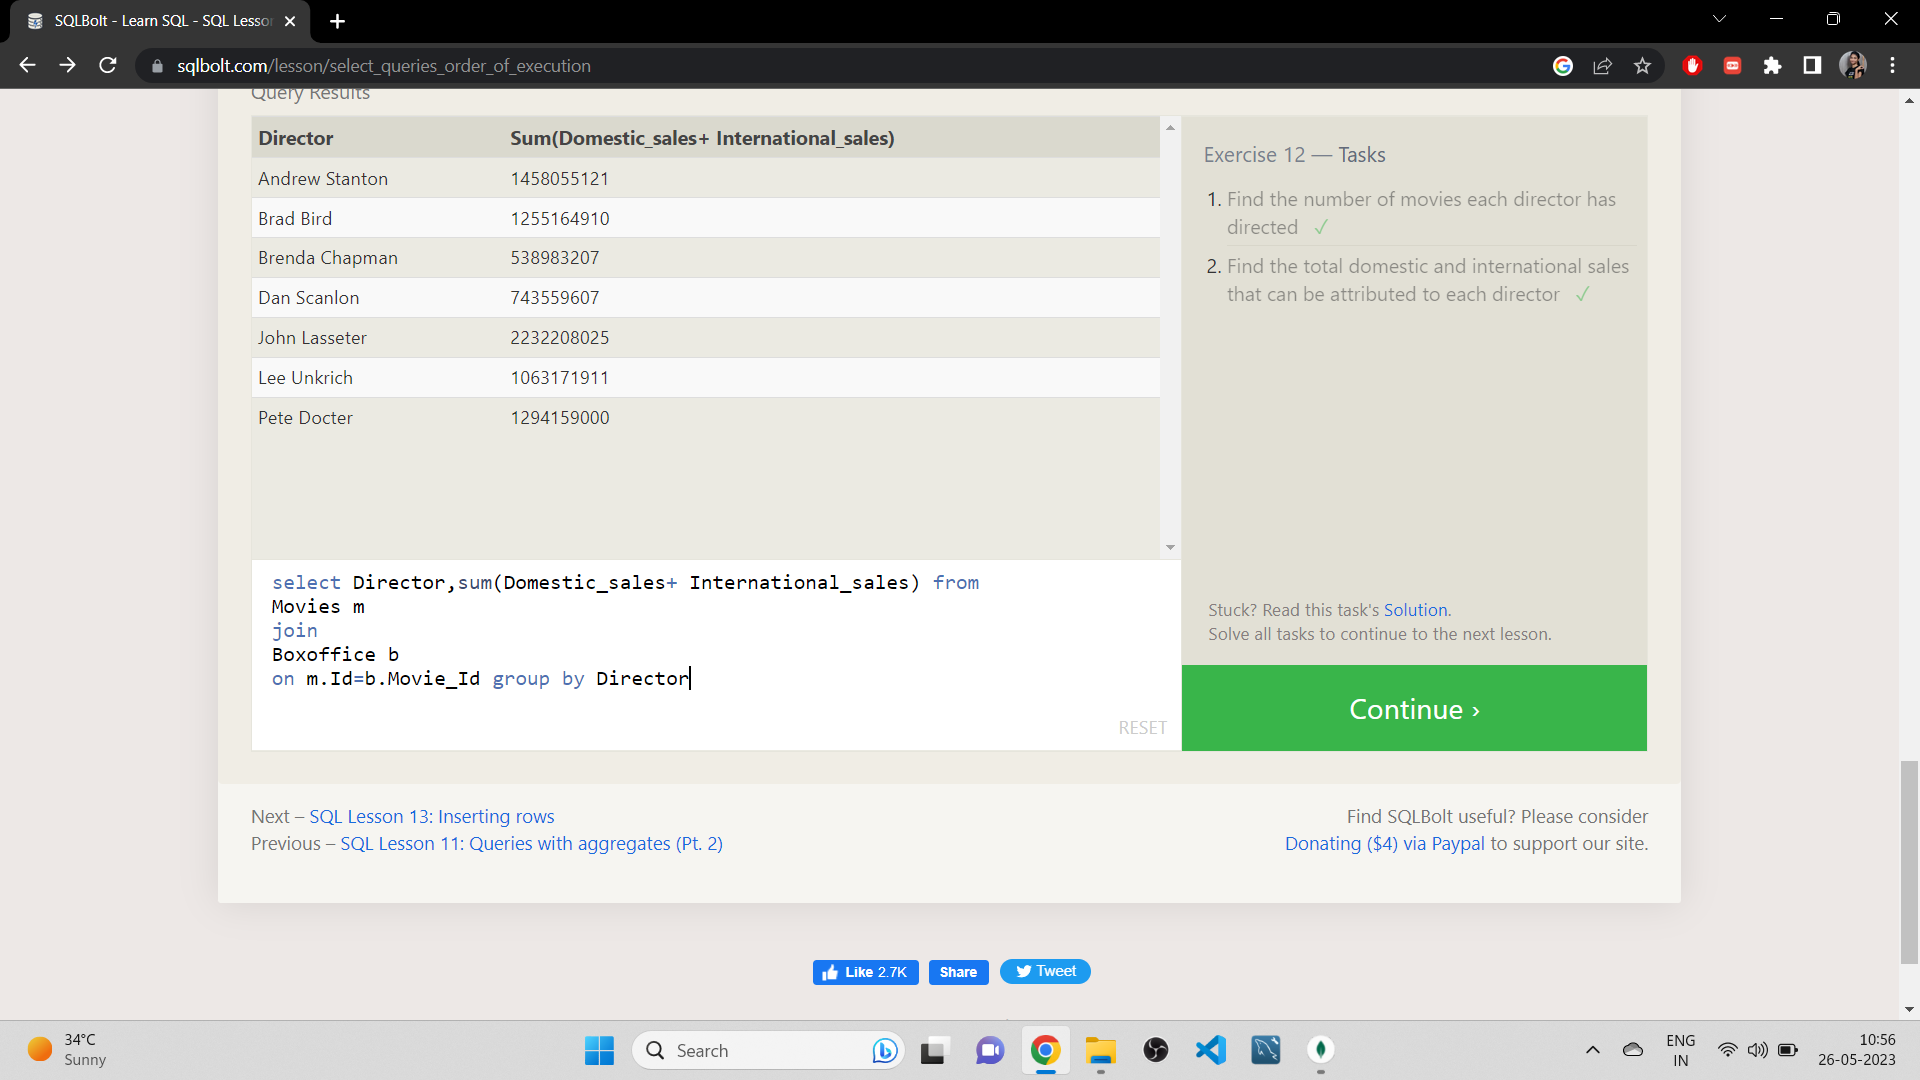 SQLBolt - Learn SQL - SQL Lesso
sqlbolt.com/lesson/select_queries_order_of_execution
Query Results
Director Sum(Domestic_sales+ International_sales)
Andrew Stanton 1458055121
Brad Bird 1255164910
Brenda Chapman 538983207
Dan Scanlon 743559607
John Lasseter 2232208025
Lee Unkrich 1063171911
Pete Docter 1294159000
Exercise 12 — Tasks
1. Find the number of movies each director has
directed ✓
2. Find the total domestic and international sales
that can be attributed to each director ✓
select Director,sum(Domestic_sales+ International_sales) from
Movies m
join
Boxoffice b
on m.Id=b.Movie_Id group by Director
RESET
Stuck? Read this task's Solution.
Solve all tasks to continue to the next lesson.
Continue ›
Next – SQL Lesson 13: Inserting rows
Previous – SQL Lesson 11: Queries with aggregates (Pt. 2)
Find SQLBolt useful? Please consider
Donating ($4) via Paypal to support our site.
Like 2.7K Share Tweet
34°C
Sunny
Search
ENG
IN
10:56
26-05-2023